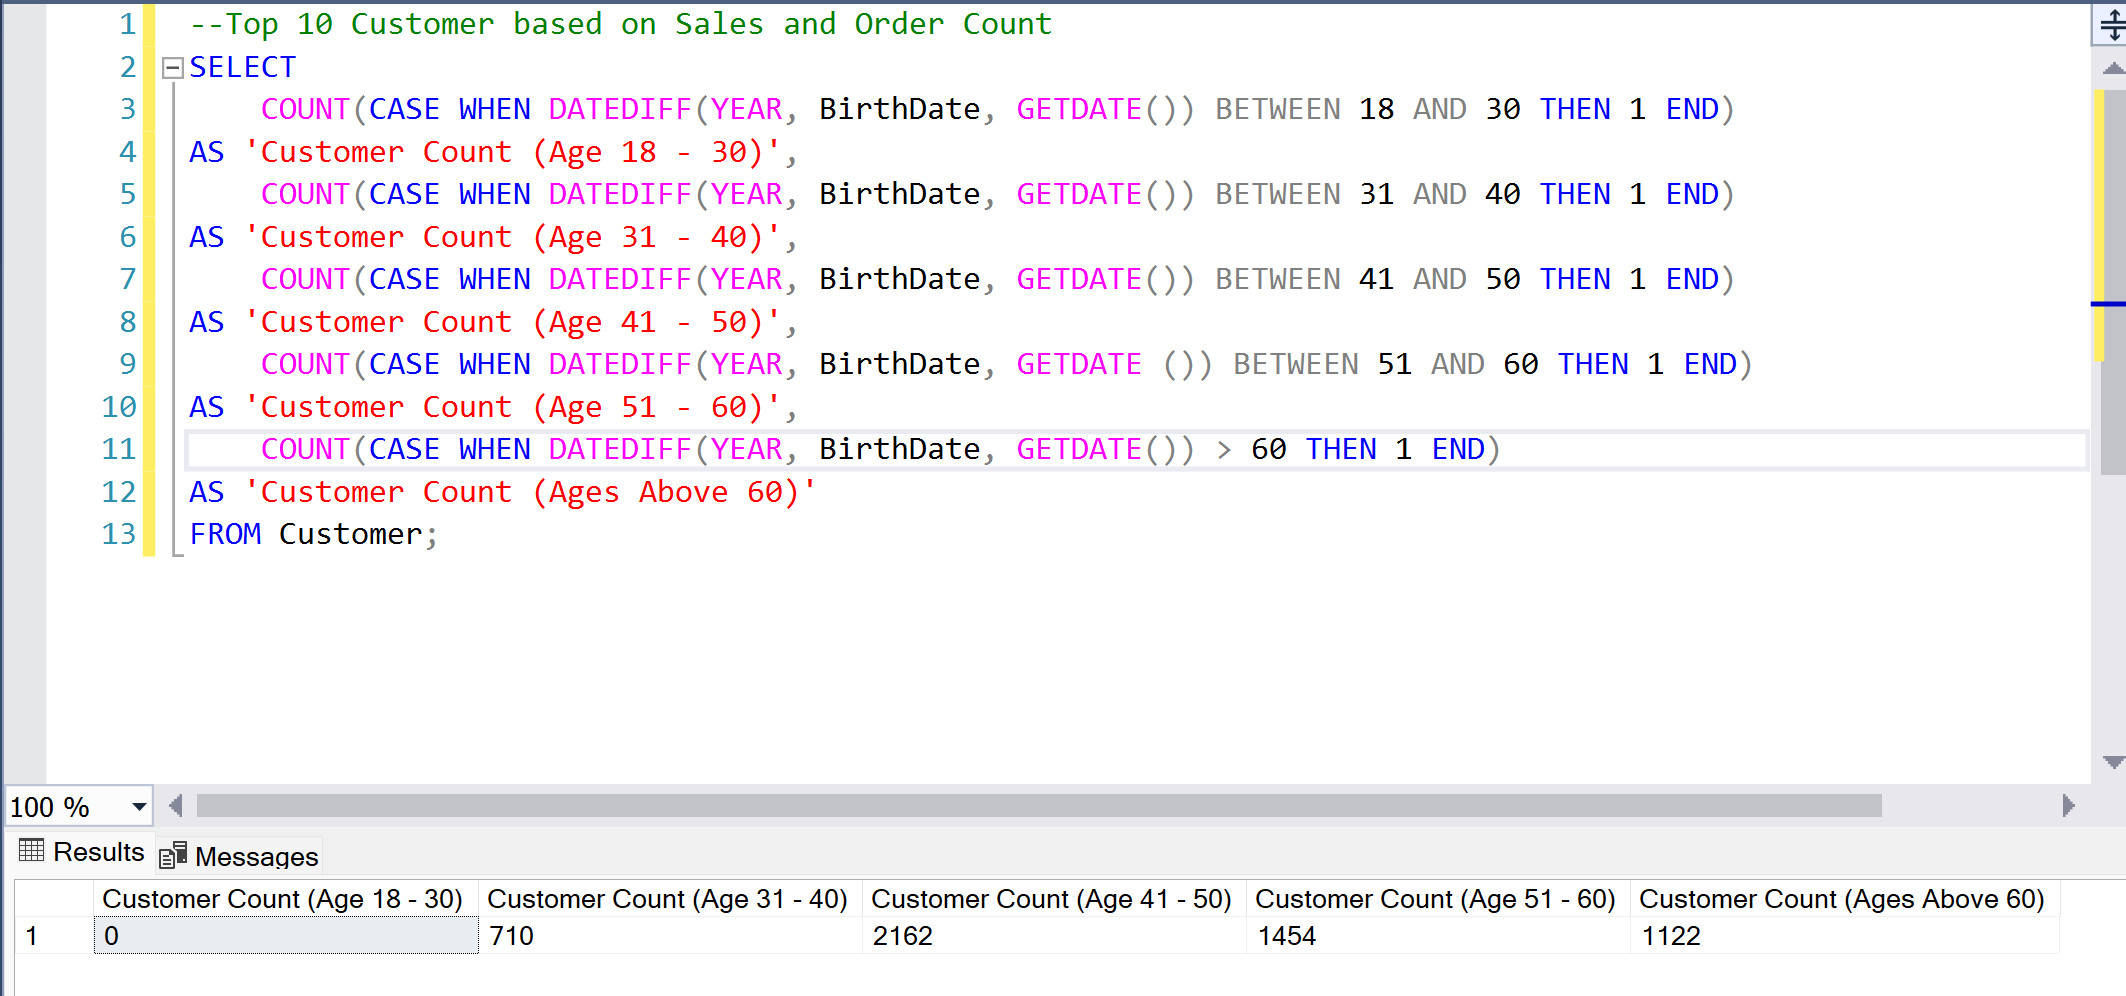 1 --Top 10 Customer based on Sales and Order Count
2 SELECT
3 COUNT(CASE WHEN DATEDIFF(YEAR, BirthDate, GETDATE()) BETWEEN 18 AND 30 THEN 1 END)
4 AS 'Customer Count (Age 18 - 30)',
5 COUNT(CASE WHEN DATEDIFF(YEAR, BirthDate, GETDATE()) BETWEEN 31 AND 40 THEN 1 END)
6 AS 'Customer Count (Age 31 - 40)',
7 COUNT(CASE WHEN DATEDIFF(YEAR, BirthDate, GETDATE()) BETWEEN 41 AND 50 THEN 1 END)
8 AS 'Customer Count (Age 41 - 50)',
9 COUNT(CASE WHEN DATEDIFF(YEAR, BirthDate, GETDATE ()) BETWEEN 51 AND 60 THEN 1 END)
10 AS 'Customer Count (Age 51 - 60)',
11 COUNT(CASE WHEN DATEDIFF(YEAR, BirthDate, GETDATE()) > 60 THEN 1 END)
12 AS 'Customer Count (Ages Above 60)'
13 FROM Customer;
100 %
Results Messages
Customer Count (Age 18 - 30) Customer Count (Age 31 - 40) Customer Count (Age 41 - 50) Customer Count (Age 51 - 60) Customer Count (Ages Above 60)
1 0 710 2162 1454 1122